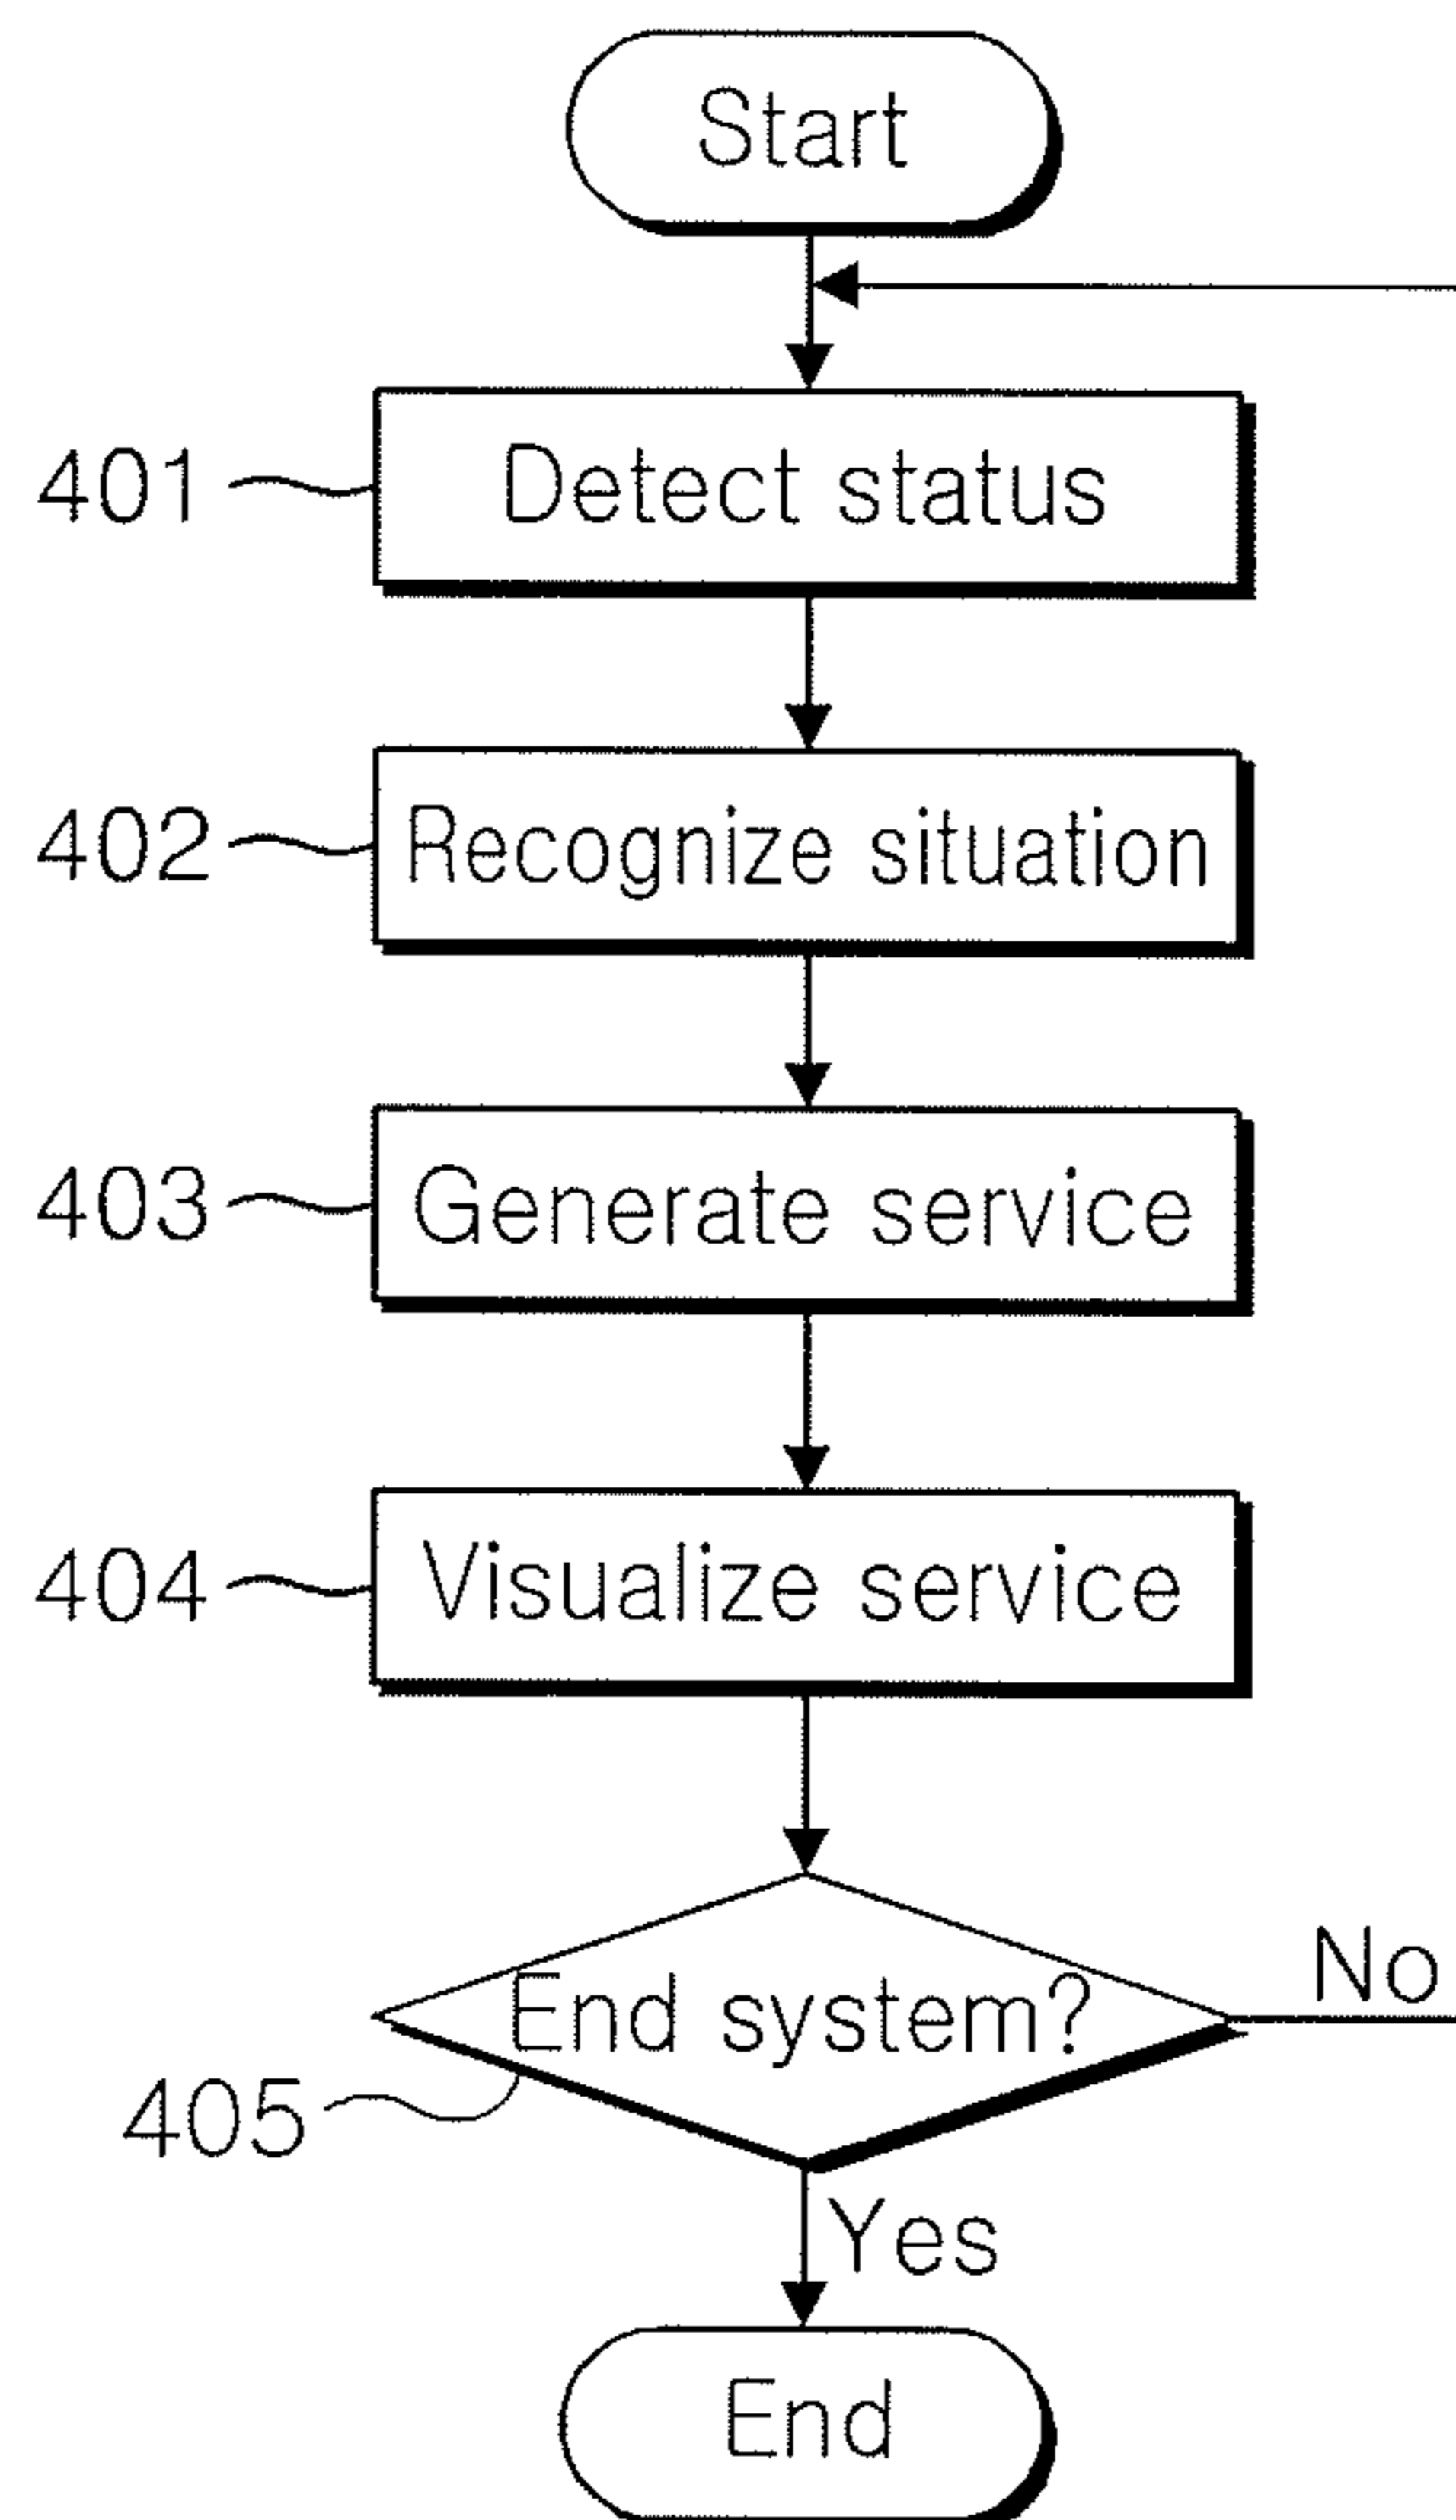 Start
401 Detect status
402 Recognize situation
403 Generate service
404 Visualize service
End system? No
405
Yes
End